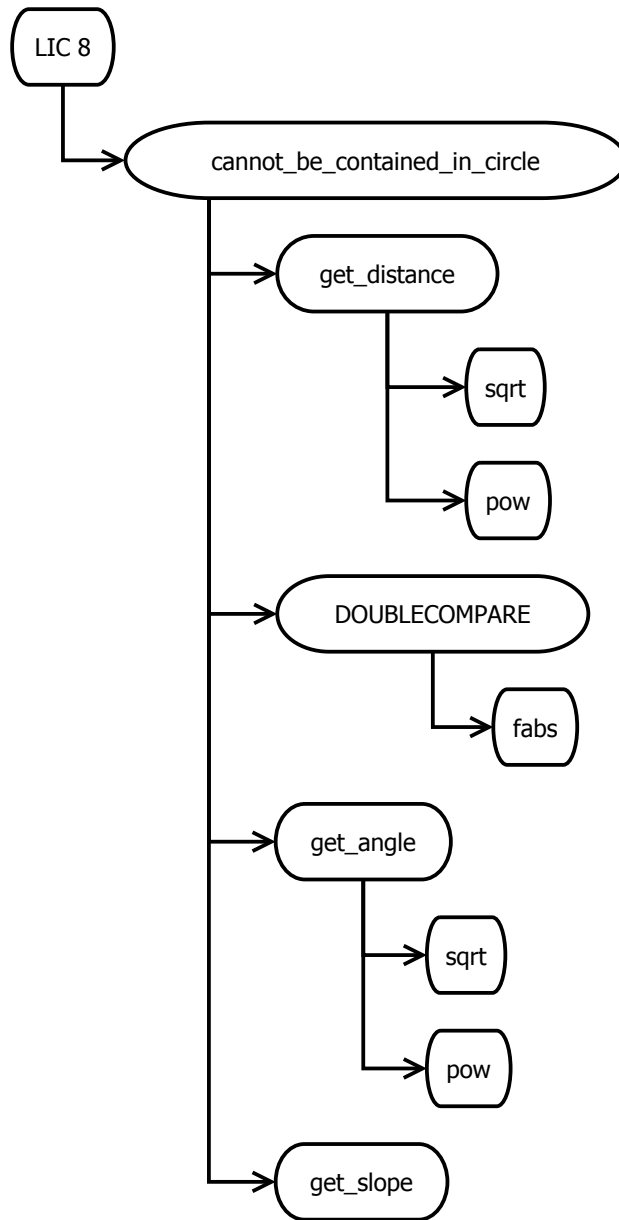 LIC 8
cannot_be_contained_in_circle
get_distance
sqrt
pow
DOUBLECOMPARE
fabs
get_angle
sqrt
pow
get_slope